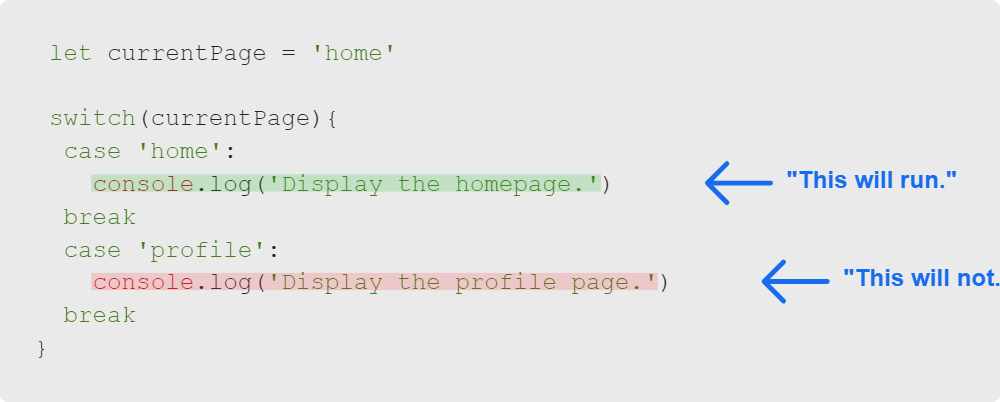 let currentPage = 'home'
switch(currentPage){
case 'home':
console.log('Display the homepage.')
"This will run."
break
case 'profile':
console.log('Display the profile page.')
"This will not.
break
}